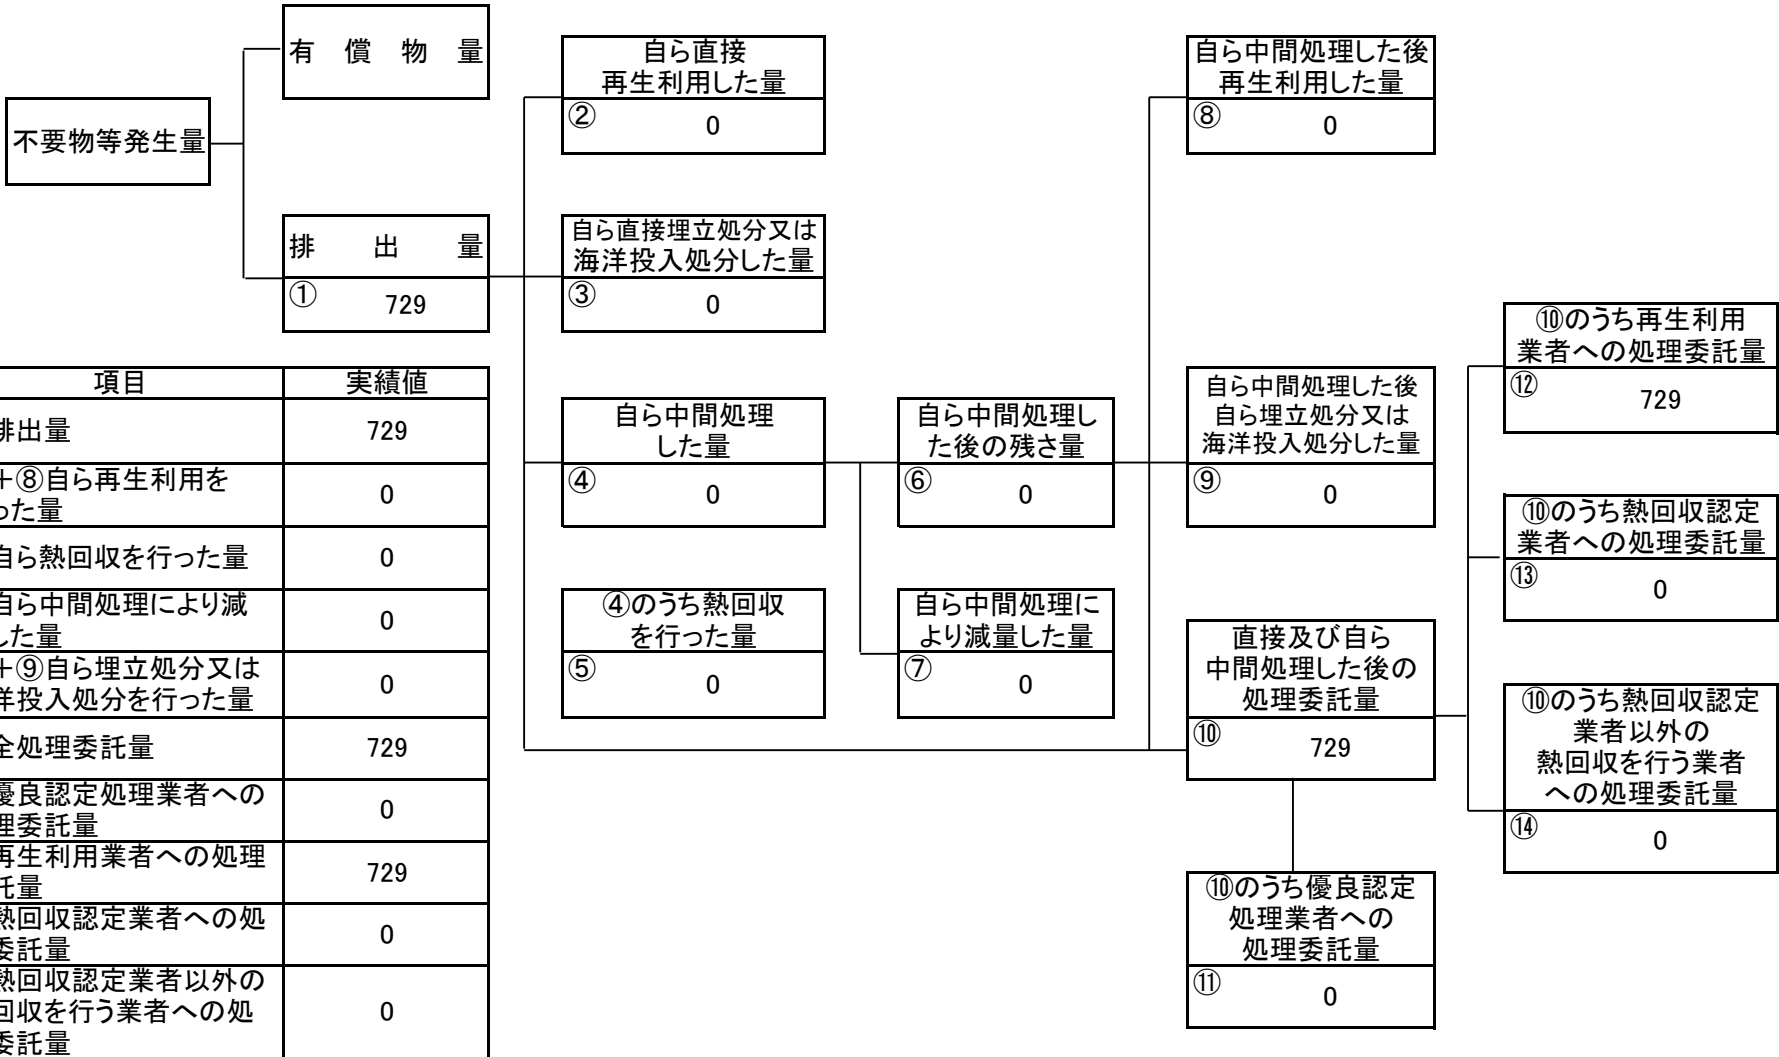 有 償 物 量
不要物等発生量
排 出 量
① 729
自ら直接
再生利用した量
② 0
自ら直接埋立処分又は
海洋投入処分した量
③ 0
自ら中間処理
した量
④ 0
④のうち熱回収
を行った量
⑤ 0
自ら中間処理し
た後の残さ量
⑥ 0
自ら中間処理に
より減量した量
⑦ 0
自ら中間処理した後
再生利用した量
⑧ 0
自ら中間処理した後
自ら埋立処分又は
海洋投入処分した量
⑨ 0
直接及び自ら
中間処理した後の
処理委託量
⑩ 729
⑩のうち優良認定
処理業者への
処理委託量
⑪ 0
⑩のうち再生利用
業者への処理委託量
⑫ 729
⑩のうち熱回収認定
業者への処理委託量
⑬ 0
⑩のうち熱回収認定
業者以外の
熱回収を行う業者
への処理委託量
⑭ 0
項目 実績値
排出量 729
+⑧自ら再生利用を
った量 0
自ら熱回収を行った量 0
自ら中間処理により減
した量 0
+⑨自ら埋立処分又は
洋投入処分を行った量 0
全処理委託量 729
優良認定処理業者への
理委託量 0
再生利用業者への処理
託量 729
熱回収認定業者への処
委託量 0
熱回収認定業者以外の
回収を行う業者への処
委託量 0